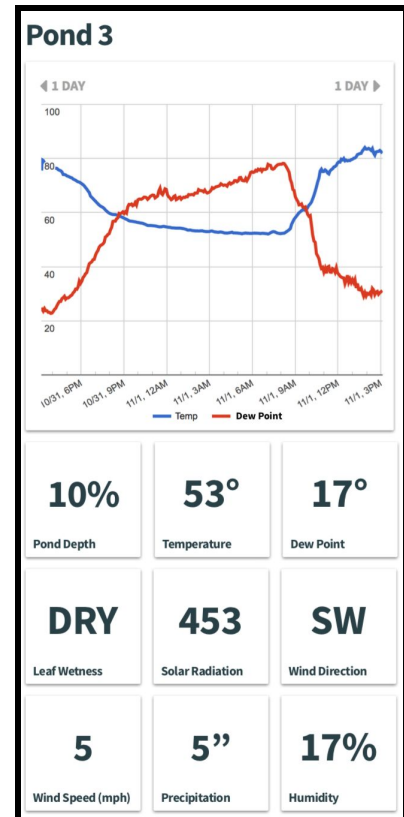 Pond 3
1 DAY 1 DAY
100
80
60
40
20
10/31, 6PM 10/31, 9PM 11/1, 12AM 11/1, 3AM 11/1, 6AM 11/1, 9AM 11/1, 12PM 11/1, 3PM
Temp Dew Point
10% 53° 17°
Pond Depth Temperature Dew Point
DRY 453 SW
Leaf Wetness Solar Radiation Wind Direction
5 5” 17%
Wind Speed (mph) Precipitation Humidity